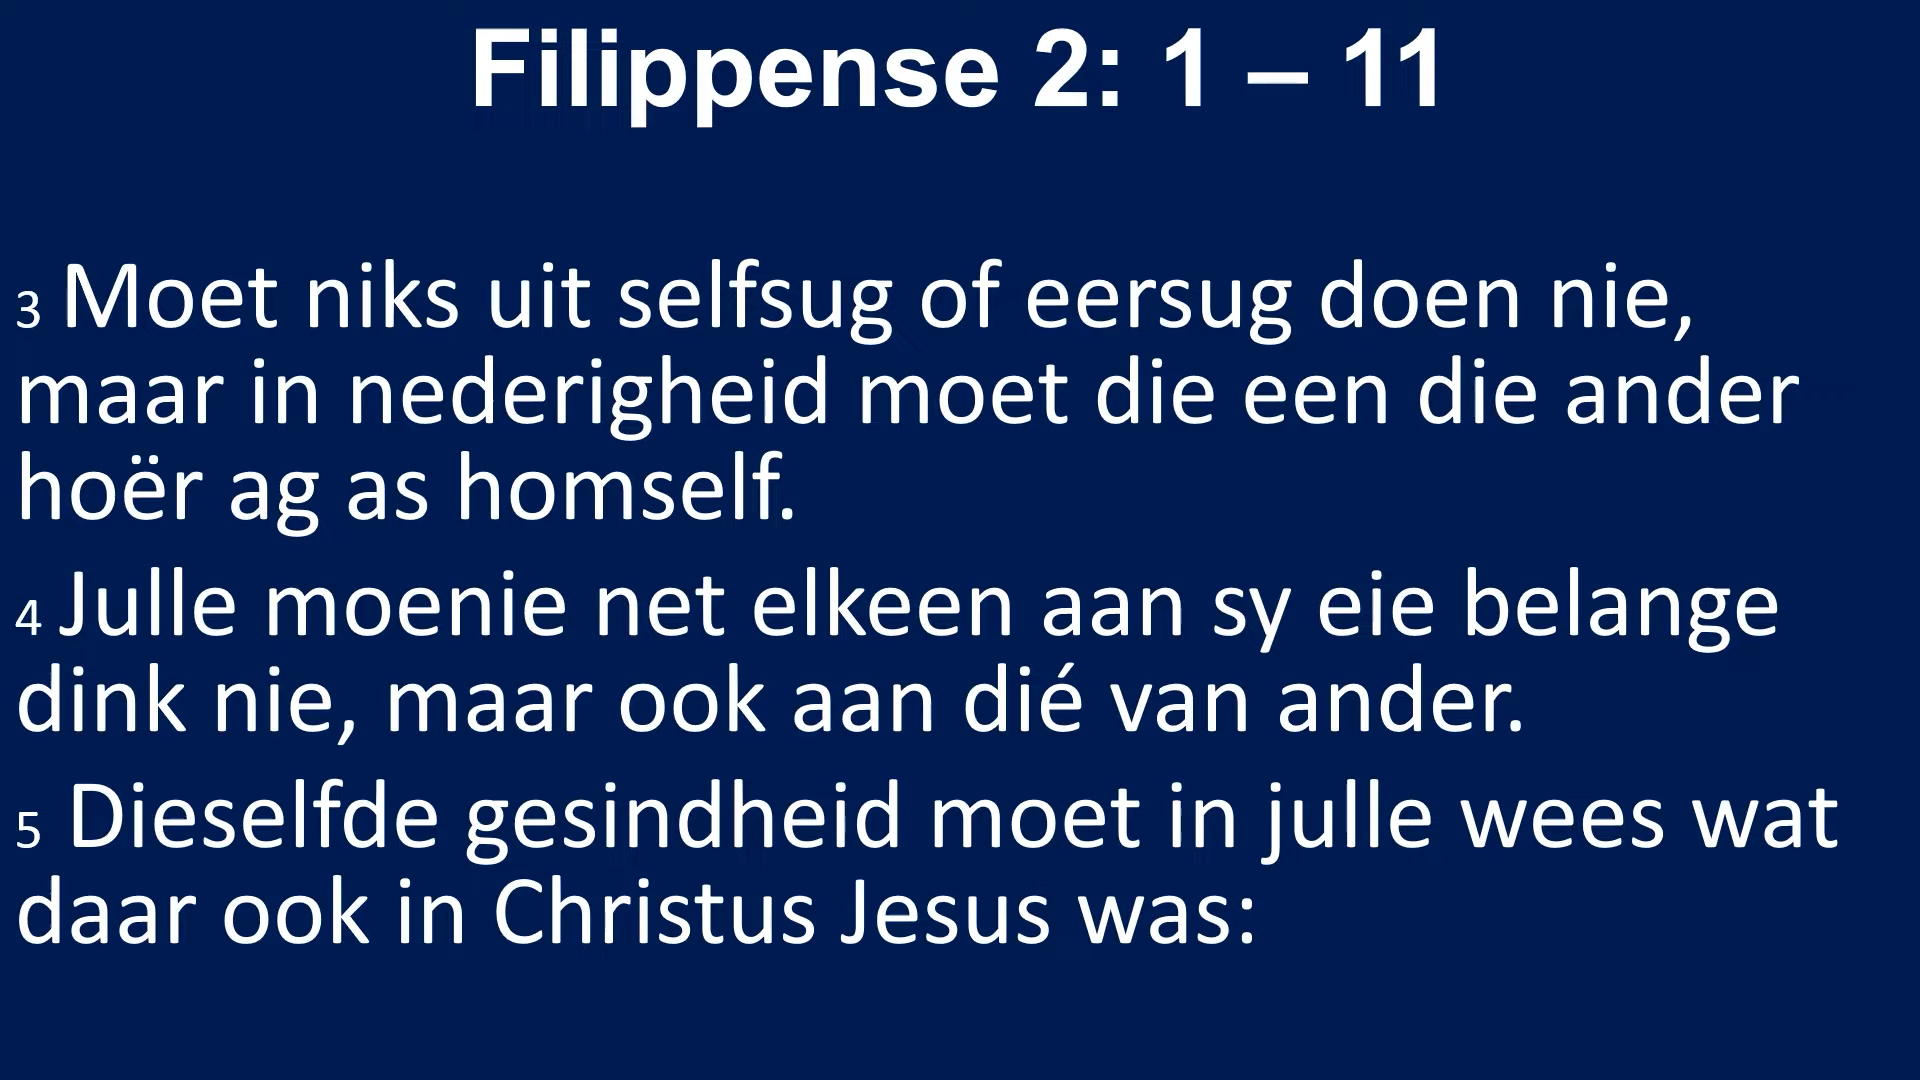 Filippense 2: 1 – 11
3 Moet niks uit selfsug of eersug doen nie,
maar in nederigheid moet die een die ander
hoër ag as homself.
4 Julle moenie net elkeen aan sy eie belange
dink nie, maar ook aan dié van ander.
5 Dieselfde gesindheid moet in julle wees wat
daar ook in Christus Jesus was: